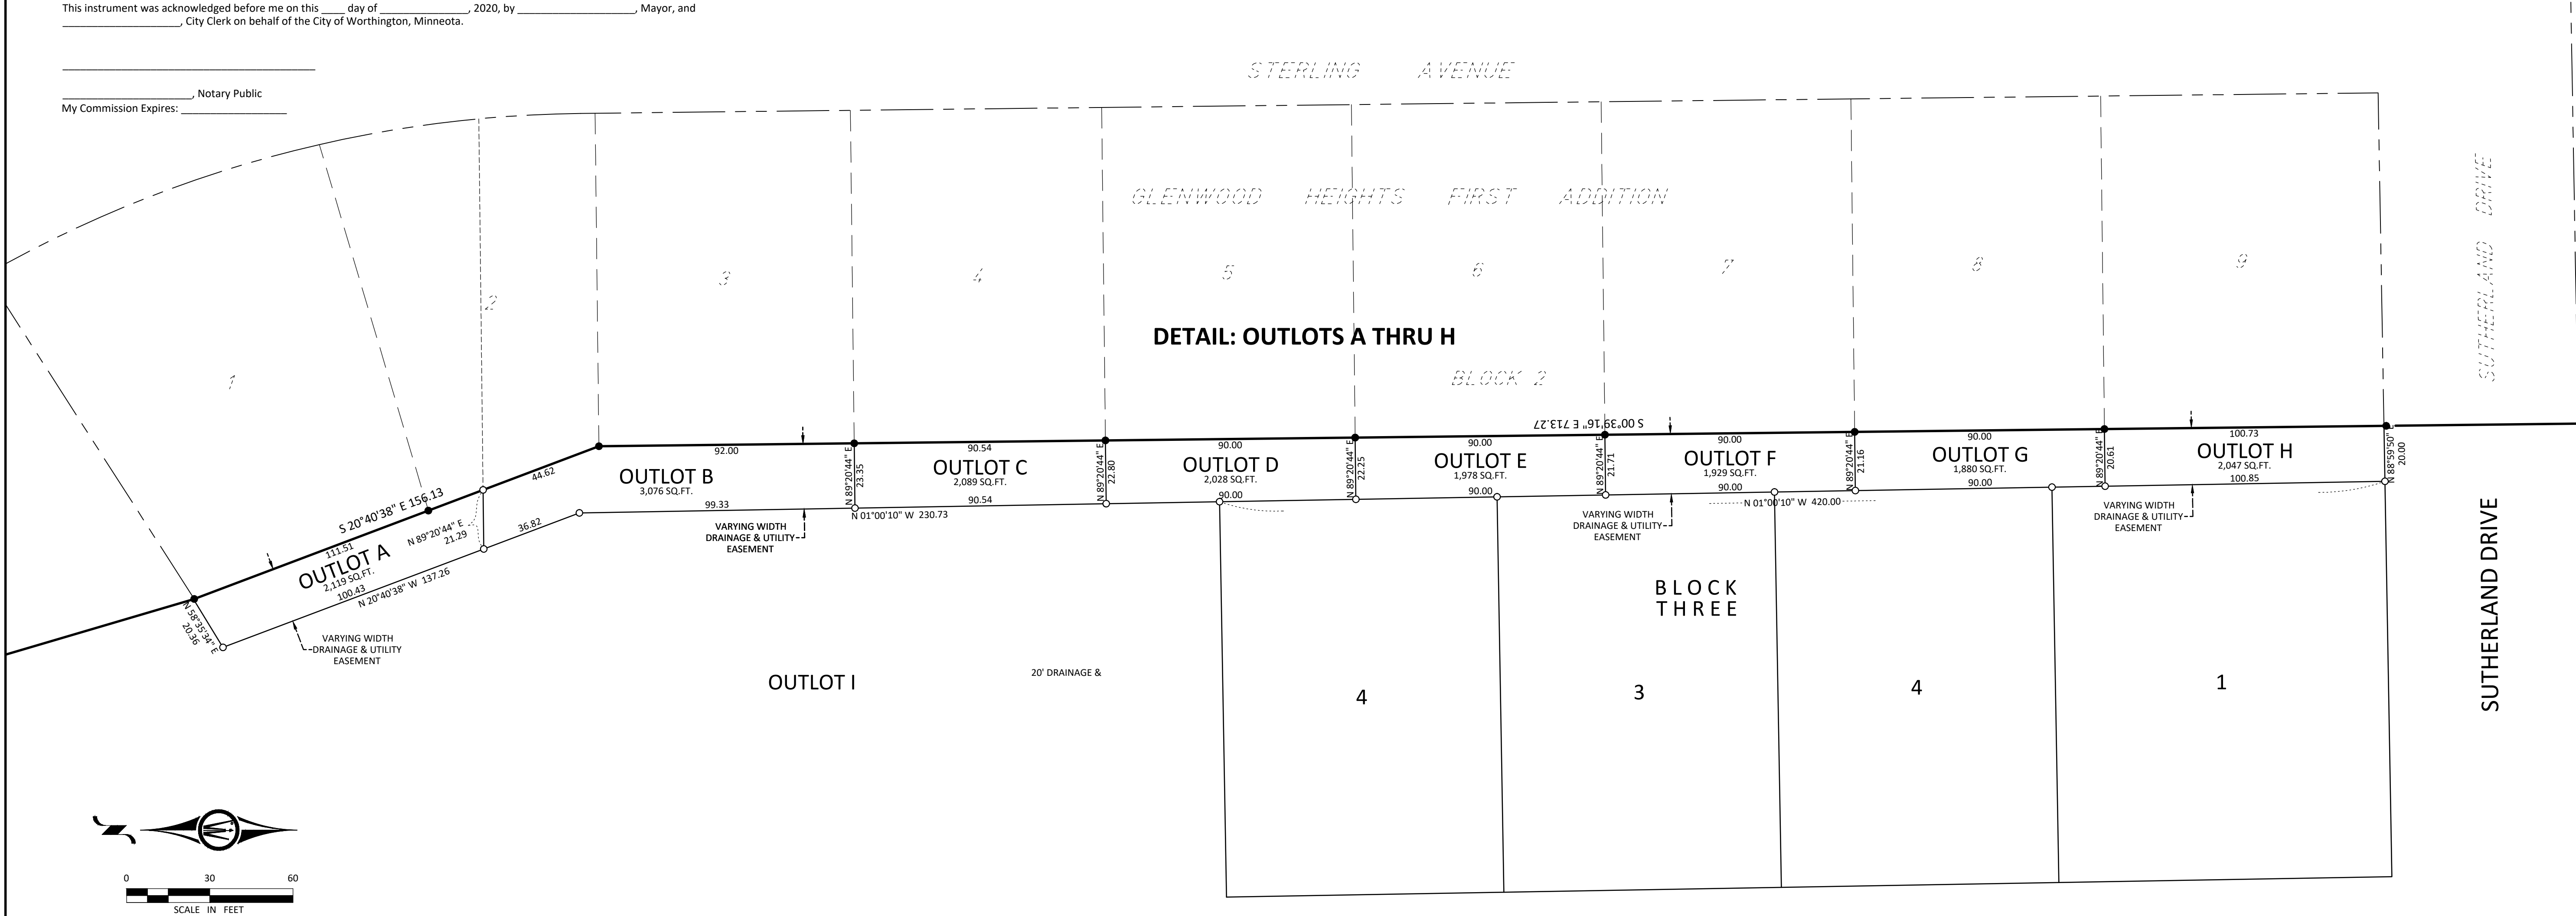 This instrument was acknowledged before me on this ____ day of _______________, 2020, by ____________________, Mayor, and
____________________, City Clerk on behalf of the City of Worthington, Minneota.
______________________, Notary Public
My Commission Expires: __________________
STERLING AVENUE
GLENWOOD HEIGHTS FIRST ADDITION
SUTHERLAND DRIVE
1
2
3
4
5
6
7
8
9
DETAIL: OUTLOTS A THRU H
BLOCK 2
S 00°39'16" E 713.27
S 20°40'38" E 156.13
111.51
OUTLOT A
2,119 SQ.FT.
100.43
N 20°40'38" W 137.26
N 58°35'34" E
20.36
N 89°20'44" E
21.29
44.62
36.82
92.00
OUTLOT B
3,076 SQ.FT.
99.33
N 89°20'44" E
23.35
90.54
OUTLOT C
2,089 SQ.FT.
90.54
N 89°20'44" E
22.80
90.00
OUTLOT D
2,028 SQ.FT.
90.00
N 89°20'44" E
22.25
90.00
OUTLOT E
1,978 SQ.FT.
90.00
N 89°20'44" E
21.71
90.00
OUTLOT F
1,929 SQ.FT.
90.00
N 89°20'44" E
21.16
90.00
OUTLOT G
1,880 SQ.FT.
90.00
N 89°20'44" E
20.61
100.73
OUTLOT H
2,047 SQ.FT.
100.85
N 88°59'50" E
20.00
N 01°00'10" W 230.73
N 01°00'10" W 420.00
VARYING WIDTH
DRAINAGE & UTILITY
EASEMENT
VARYING WIDTH
DRAINAGE & UTILITY
EASEMENT
VARYING WIDTH
DRAINAGE & UTILITY
EASEMENT
VARYING WIDTH
DRAINAGE & UTILITY
EASEMENT
BLOCK
THREE
OUTLOT I
20' DRAINAGE &
4
3
4
1
SUTHERLAND DRIVE
0 30 60
SCALE IN FEET